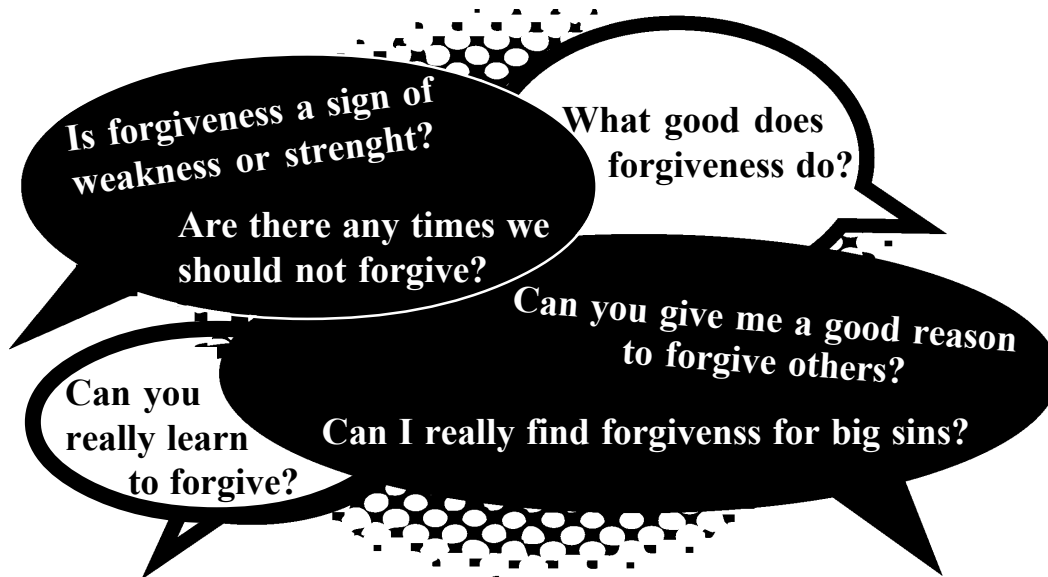 Is forgiveness a sign of
weakness or strenght?
Are there any times we
should not forgive?
What good does
forgiveness do?
Can you give me a good reason
to forgive others?
Can I really find forgivenss for big sins?
Can you
really learn
to forgive?